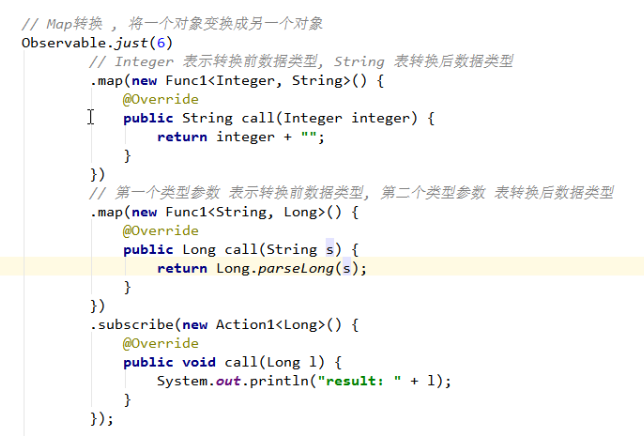 // Map转换 , 将一个对象变换成另一个对象
Observable.just(6)
// Integer 表示转换前数据类型, String 表转换后数据类型
.map(new Func1<Integer, String>() {
@Override
public String call(Integer integer) {
return integer + "";
}
})
// 第一个类型参数 表示转换前数据类型, 第二个类型参数 表转换后数据类型
.map(new Func1<String, Long>() {
@Override
public Long call(String s) {
return Long.parseLong(s);
}
})
.subscribe(new Action1<Long>() {
@Override
public void call(Long l) {
System.out.println("result: " + l);
}
});